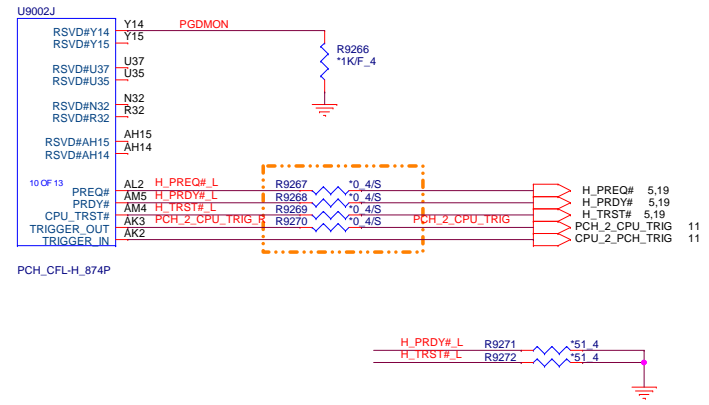 U9002J
RSVD#Y14 Y14 PGDMON
RSVD#Y15 Y15
R9266
*1K/F_4
RSVD#U37 U37
RSVD#U35 U35
RSVD#N32 N32
RSVD#R32 R32
RSVD#AH15 AH15
RSVD#AH14 AH14
10 OF 13
PREQ# AL2 H_PREQ#_L R9267 *0_4/S H_PREQ# 5,19
PRDY# AM5 H_PRDY#_L R9268 *0_4/S H_PRDY# 5,19
CPU_TRST# AM4 H_TRST#_L R9269 *0_4/S H_TRST# 5,19
TRIGGER_OUT AK3 PCH_2_CPU_TRIG_R R9270 *0_4/S PCH_2_CPU_TRIG PCH_2_CPU_TRIG 11
TRIGGER_IN AK2 CPU_2_PCH_TRIG 11
PCH_CFL-H_874P
H_PRDY#_L R9271 *51_4
H_TRST#_L R9272 *51_4